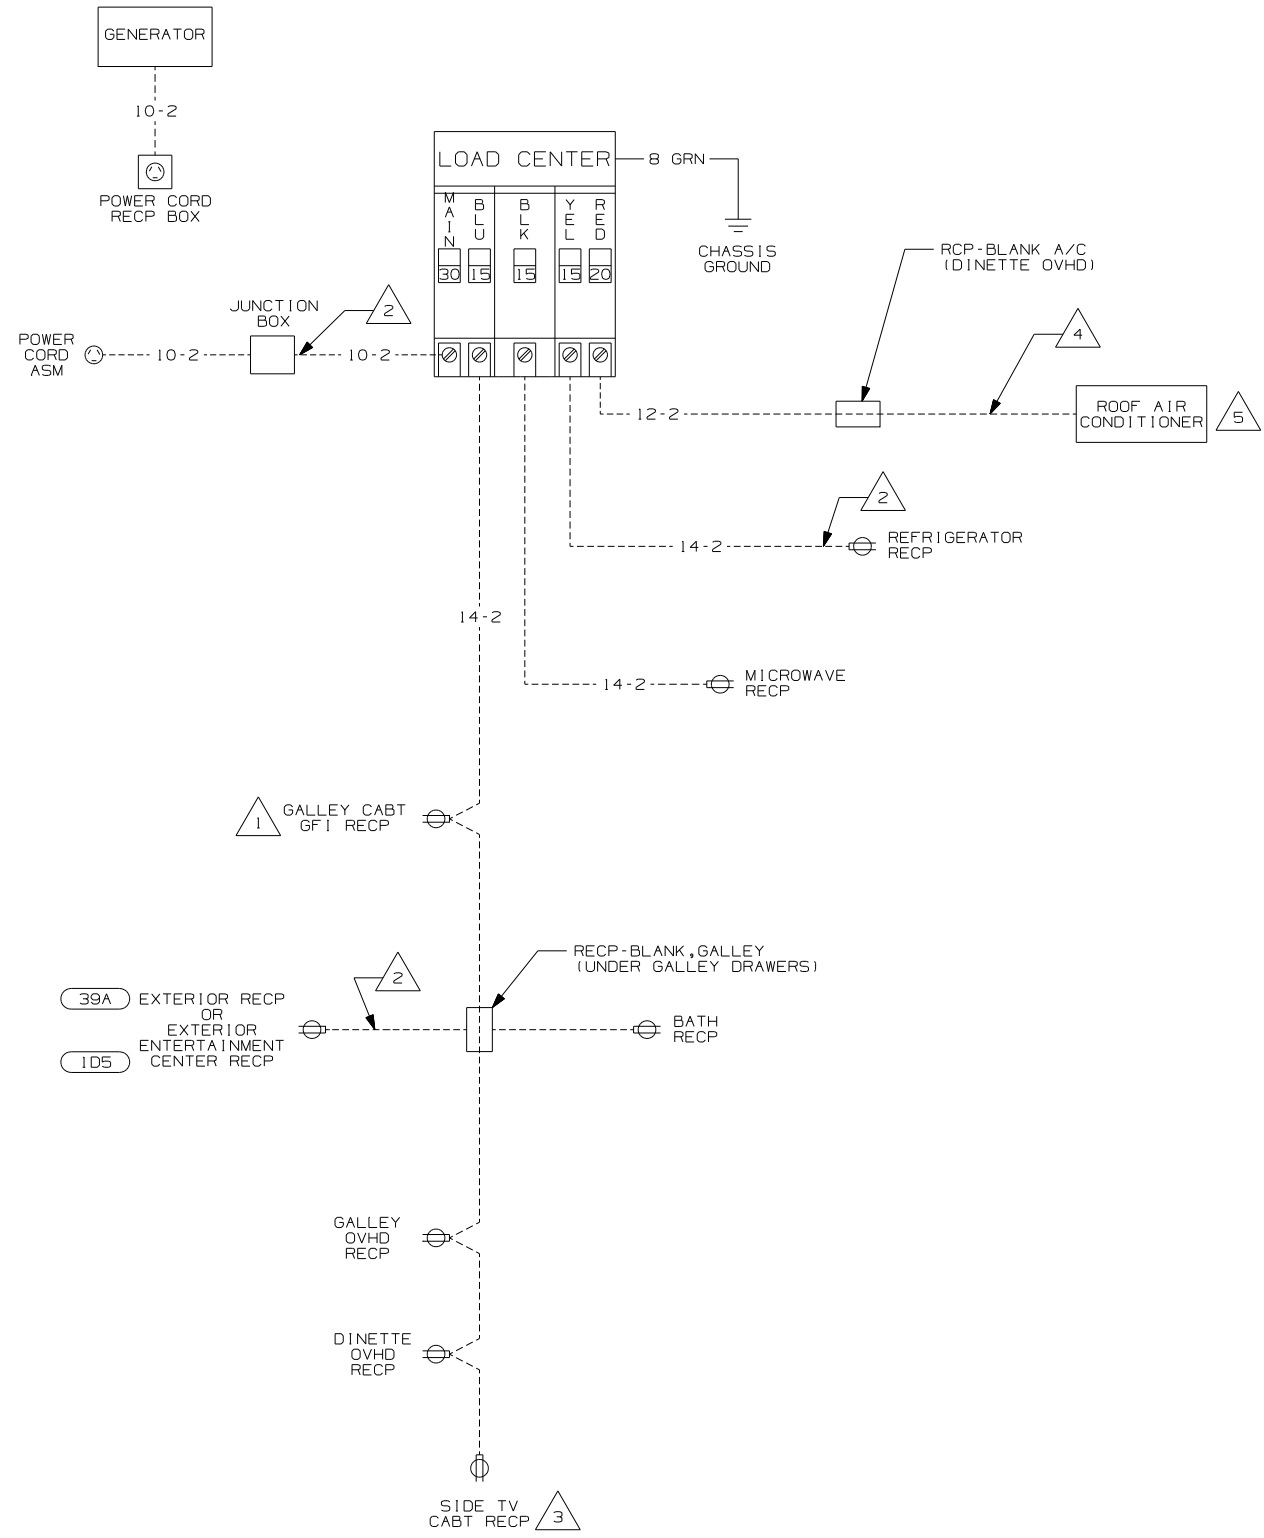 GENERATOR
10-2
POWER CORD
RECP BOX
LOAD CENTER
8 GRN
CHASSIS
GROUND
MAIN
BLU
BLK
YEL
RED
30
15
15
15
20
RCP-BLANK A/C
(DINETTE OVHD)
JUNCTION
BOX
2
POWER
CORD
ASM
10-2
10-2
4
12-2
ROOF AIR
CONDITIONER
5
2
14-2
REFRIGERATOR
RECP
14-2
14-2
MICROWAVE
RECP
1
GALLEY CABT
GFI RECP
RECP-BLANK,GALLEY
(UNDER GALLEY DRAWERS)
2
39A
EXTERIOR RECP
OR
EXTERIOR
ENTERTAINMENT
CENTER RECP
1D5
BATH
RECP
GALLEY
OVHD
RECP
DINETTE
OVHD
RECP
SIDE TV
CABT RECP
3